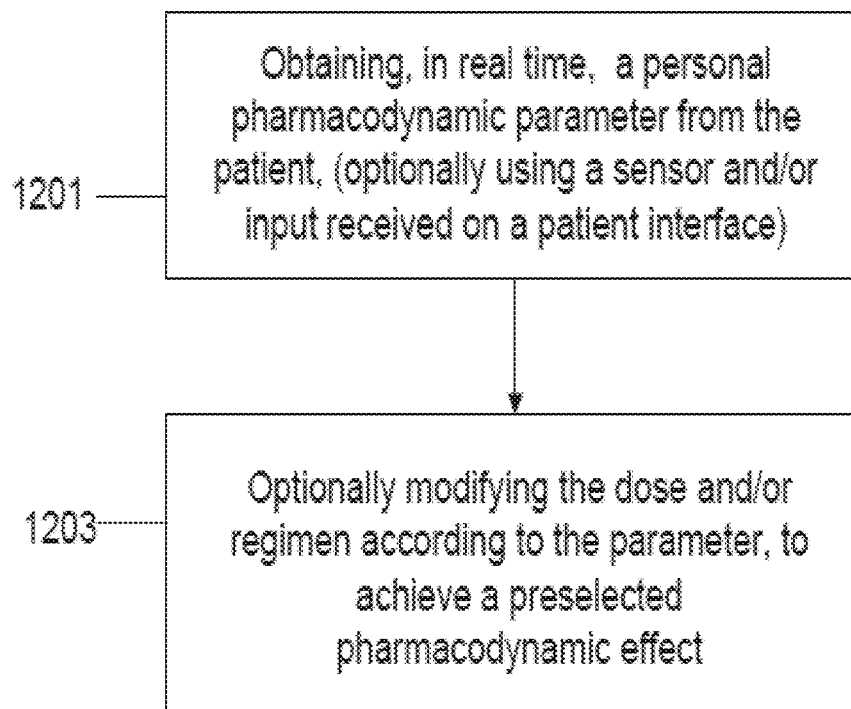 Obtaining, in real time, a personal
pharmacodynamic parameter from the
patient, (optionally using a sensor and/or
input received on a patient interface)
1201
Optionally modifying the dose and/or
regimen according to the parameter, to
achieve a preselected
pharmacodynamic effect
1203